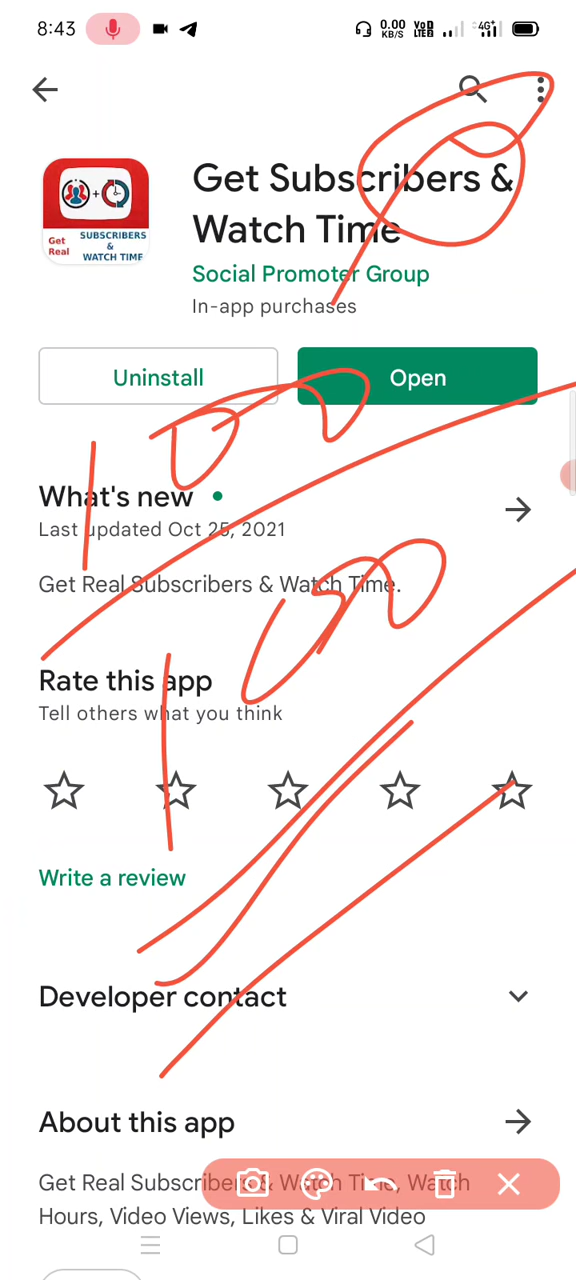 8:43 0.00 KB/S VoD LTE2 4G+
Get Subscribers &
Watch Time
Get Real SUBSCRIBERS & WATCH TIME
Social Promoter Group
In-app purchases
Uninstall Open
100
What's new
Last updated Oct 25, 2021
Get Real Subscribers & Watch Time.
100
Rate this app
Tell others what you think
Write a review
Developer contact
About this app
Get Real Subscribers & Watch Time, Watch
Hours, Video Views, Likes & Viral Video